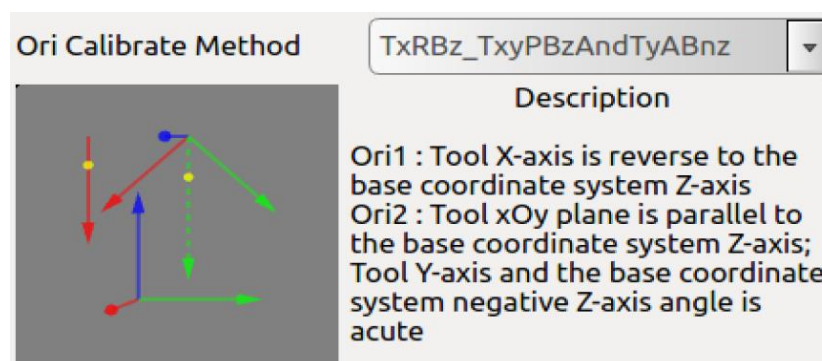 Ori Calibrate Method
TxRBz_TxyPBzAndTyABnz
Description
Ori1 : Tool X-axis is reverse to the
base coordinate system Z-axis
Ori2 : Tool xOy plane is parallel to
the base coordinate system Z-axis;
Tool Y-axis and the base coordinate
system negative Z-axis angle is
acute